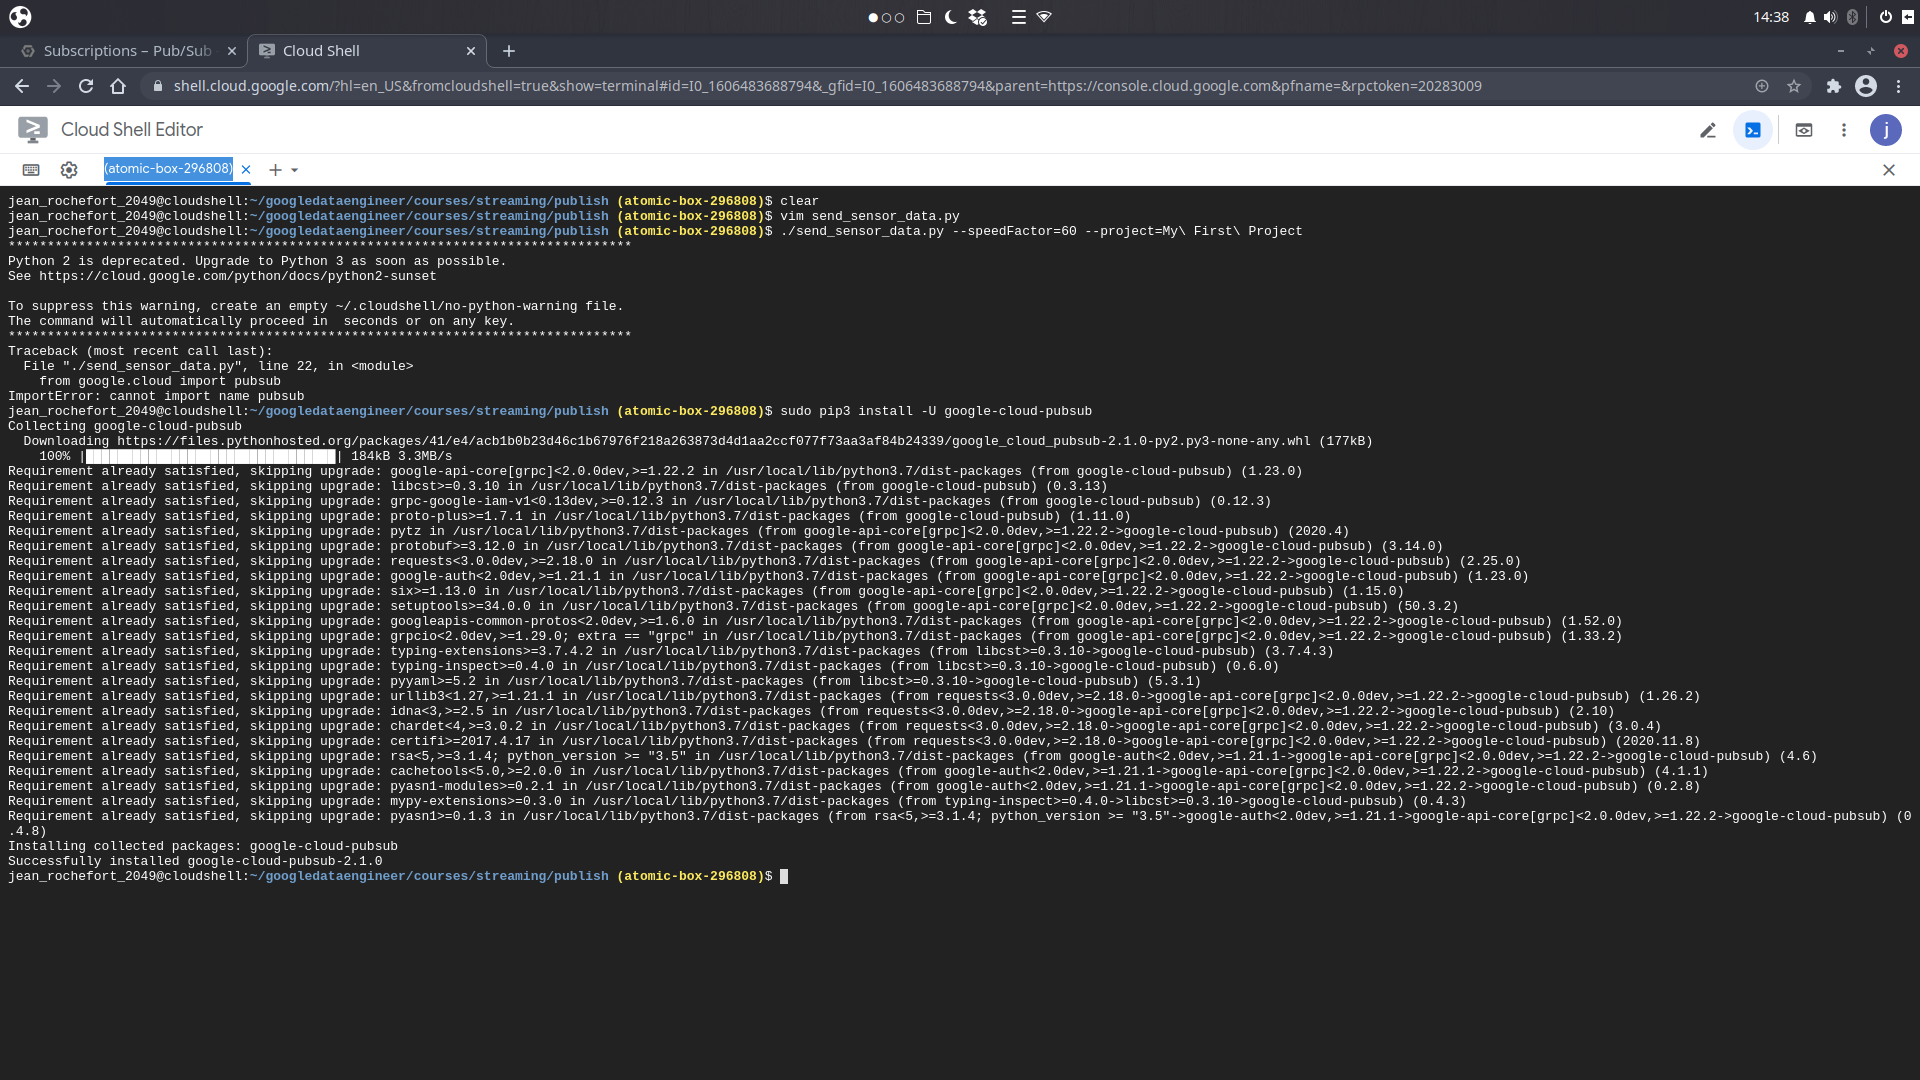 14:38
Subscriptions – Pub/Sub
Cloud Shell
shell.cloud.google.com/?hl=en_US&fromcloudshell=true&show=terminal#id=I0_1606483688794&_gfid=I0_1606483688794&parent=https://console.cloud.google.com&pfname=&rpctoken=20283009
Cloud Shell Editor
j
(atomic-box-296808)
jean_rochefort_2049@cloudshell:~/googledataengineer/courses/streaming/publish (atomic-box-296808)$ clear
jean_rochefort_2049@cloudshell:~/googledataengineer/courses/streaming/publish (atomic-box-296808)$ vim send_sensor_data.py
jean_rochefort_2049@cloudshell:~/googledataengineer/courses/streaming/publish (atomic-box-296808)$ ./send_sensor_data.py --speedFactor=60 --project=My\ First\ Project
********************************************************************************
Python 2 is deprecated. Upgrade to Python 3 as soon as possible.
See https://cloud.google.com/python/docs/python2-sunset
To suppress this warning, create an empty ~/.cloudshell/no-python-warning file.
The command will automatically proceed in  seconds or on any key.
********************************************************************************
Traceback (most recent call last):
  File "./send_sensor_data.py", line 22, in <module>
    from google.cloud import pubsub
ImportError: cannot import name pubsub
jean_rochefort_2049@cloudshell:~/googledataengineer/courses/streaming/publish (atomic-box-296808)$ sudo pip3 install -U google-cloud-pubsub
Collecting google-cloud-pubsub
  Downloading https://files.pythonhosted.org/packages/41/e4/acb1b0b23d46c1b67976f218a263873d4d1aa2ccf077f73aa3af84b24339/google_cloud_pubsub-2.1.0-py2.py3-none-any.whl (177kB)
    100% |████████████████████████████████| 184kB 3.3MB/s
Requirement already satisfied, skipping upgrade: google-api-core[grpc]<2.0.0dev,>=1.22.2 in /usr/local/lib/python3.7/dist-packages (from google-cloud-pubsub) (1.23.0)
Requirement already satisfied, skipping upgrade: libcst>=0.3.10 in /usr/local/lib/python3.7/dist-packages (from google-cloud-pubsub) (0.3.13)
Requirement already satisfied, skipping upgrade: grpc-google-iam-v1<0.13dev,>=0.12.3 in /usr/local/lib/python3.7/dist-packages (from google-cloud-pubsub) (0.12.3)
Requirement already satisfied, skipping upgrade: proto-plus>=1.7.1 in /usr/local/lib/python3.7/dist-packages (from google-cloud-pubsub) (1.11.0)
Requirement already satisfied, skipping upgrade: pytz in /usr/local/lib/python3.7/dist-packages (from google-api-core[grpc]<2.0.0dev,>=1.22.2->google-cloud-pubsub) (2020.4)
Requirement already satisfied, skipping upgrade: protobuf>=3.12.0 in /usr/local/lib/python3.7/dist-packages (from google-api-core[grpc]<2.0.0dev,>=1.22.2->google-cloud-pubsub) (3.14.0)
Requirement already satisfied, skipping upgrade: requests<3.0.0dev,>=2.18.0 in /usr/local/lib/python3.7/dist-packages (from google-api-core[grpc]<2.0.0dev,>=1.22.2->google-cloud-pubsub) (2.25.0)
Requirement already satisfied, skipping upgrade: google-auth<2.0dev,>=1.21.1 in /usr/local/lib/python3.7/dist-packages (from google-api-core[grpc]<2.0.0dev,>=1.22.2->google-cloud-pubsub) (1.23.0)
Requirement already satisfied, skipping upgrade: six>=1.13.0 in /usr/local/lib/python3.7/dist-packages (from google-api-core[grpc]<2.0.0dev,>=1.22.2->google-cloud-pubsub) (1.15.0)
Requirement already satisfied, skipping upgrade: setuptools>=34.0.0 in /usr/local/lib/python3.7/dist-packages (from google-api-core[grpc]<2.0.0dev,>=1.22.2->google-cloud-pubsub) (50.3.2)
Requirement already satisfied, skipping upgrade: googleapis-common-protos<2.0dev,>=1.6.0 in /usr/local/lib/python3.7/dist-packages (from google-api-core[grpc]<2.0.0dev,>=1.22.2->google-cloud-pubsub) (1.52.0)
Requirement already satisfied, skipping upgrade: grpcio<2.0dev,>=1.29.0; extra == "grpc" in /usr/local/lib/python3.7/dist-packages (from google-api-core[grpc]<2.0.0dev,>=1.22.2->google-cloud-pubsub) (1.33.2)
Requirement already satisfied, skipping upgrade: typing-extensions>=3.7.4.2 in /usr/local/lib/python3.7/dist-packages (from libcst>=0.3.10->google-cloud-pubsub) (3.7.4.3)
Requirement already satisfied, skipping upgrade: typing-inspect>=0.4.0 in /usr/local/lib/python3.7/dist-packages (from libcst>=0.3.10->google-cloud-pubsub) (0.6.0)
Requirement already satisfied, skipping upgrade: pyyaml>=5.2 in /usr/local/lib/python3.7/dist-packages (from libcst>=0.3.10->google-cloud-pubsub) (5.3.1)
Requirement already satisfied, skipping upgrade: urllib3<1.27,>=1.21.1 in /usr/local/lib/python3.7/dist-packages (from requests<3.0.0dev,>=2.18.0->google-api-core[grpc]<2.0.0dev,>=1.22.2->google-cloud-pubsub) (1.26.2)
Requirement already satisfied, skipping upgrade: idna<3,>=2.5 in /usr/local/lib/python3.7/dist-packages (from requests<3.0.0dev,>=2.18.0->google-api-core[grpc]<2.0.0dev,>=1.22.2->google-cloud-pubsub) (2.10)
Requirement already satisfied, skipping upgrade: chardet<4,>=3.0.2 in /usr/local/lib/python3.7/dist-packages (from requests<3.0.0dev,>=2.18.0->google-api-core[grpc]<2.0.0dev,>=1.22.2->google-cloud-pubsub) (3.0.4)
Requirement already satisfied, skipping upgrade: certifi>=2017.4.17 in /usr/local/lib/python3.7/dist-packages (from requests<3.0.0dev,>=2.18.0->google-api-core[grpc]<2.0.0dev,>=1.22.2->google-cloud-pubsub) (2020.11.8)
Requirement already satisfied, skipping upgrade: rsa<5,>=3.1.4; python_version >= "3.5" in /usr/local/lib/python3.7/dist-packages (from google-auth<2.0dev,>=1.21.1->google-api-core[grpc]<2.0.0dev,>=1.22.2->google-cloud-pubsub) (4.6)
Requirement already satisfied, skipping upgrade: cachetools<5.0,>=2.0.0 in /usr/local/lib/python3.7/dist-packages (from google-auth<2.0dev,>=1.21.1->google-api-core[grpc]<2.0.0dev,>=1.22.2->google-cloud-pubsub) (4.1.1)
Requirement already satisfied, skipping upgrade: pyasn1-modules>=0.2.1 in /usr/local/lib/python3.7/dist-packages (from google-auth<2.0dev,>=1.21.1->google-api-core[grpc]<2.0.0dev,>=1.22.2->google-cloud-pubsub) (0.2.8)
Requirement already satisfied, skipping upgrade: mypy-extensions>=0.3.0 in /usr/local/lib/python3.7/dist-packages (from typing-inspect>=0.4.0->libcst>=0.3.10->google-cloud-pubsub) (0.4.3)
Requirement already satisfied, skipping upgrade: pyasn1>=0.1.3 in /usr/local/lib/python3.7/dist-packages (from rsa<5,>=3.1.4; python_version >= "3.5"->google-auth<2.0dev,>=1.21.1->google-api-core[grpc]<2.0.0dev,>=1.22.2->google-cloud-pubsub) (0
.4.8)
Installing collected packages: google-cloud-pubsub
Successfully installed google-cloud-pubsub-2.1.0
jean_rochefort_2049@cloudshell:~/googledataengineer/courses/streaming/publish (atomic-box-296808)$